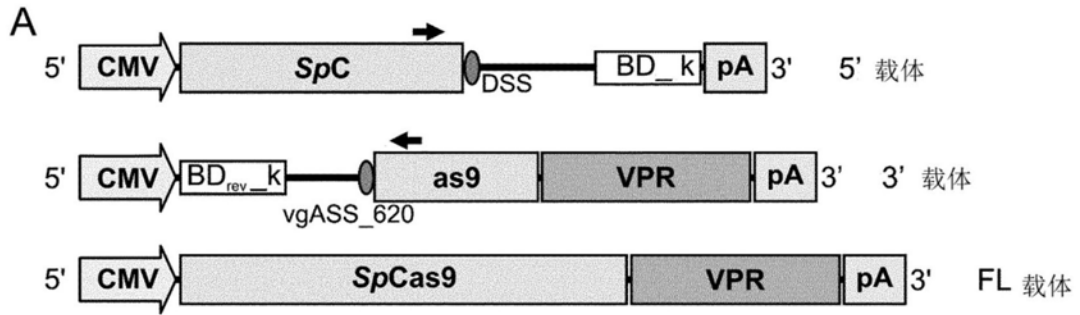 A
5' CMV SpC DSS BD_ k pA 3' 5' 载体
5' CMV BDrev_k vgASS_620 as9 VPR pA 3' 3' 载体
5' CMV SpCas9 VPR pA 3' FL 载体